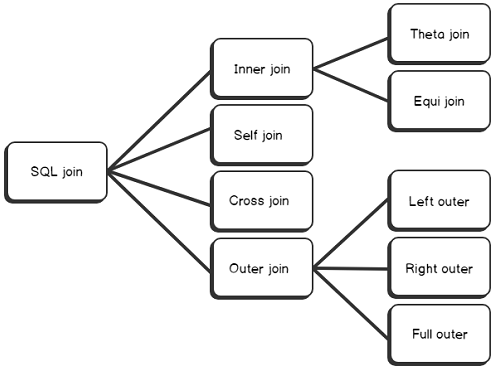 SQL join
Inner join
Self join
Cross join
Outer join
Theta join
Equi join
Left outer
Right outer
Full outer